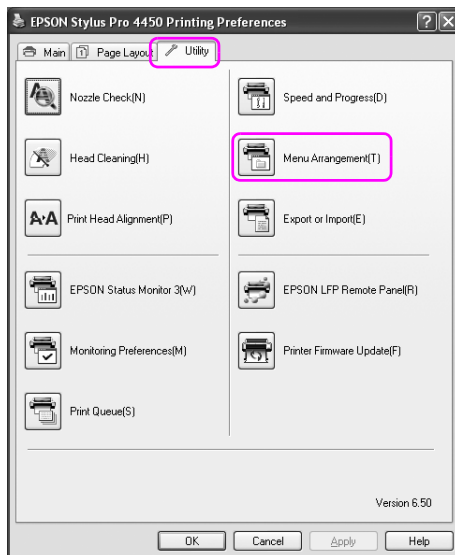 EPSON Stylus Pro 4450 Printing Preferences
Main
Page Layout
Utility
Nozzle Check(N)
Speed and Progress(D)
Head Cleaning(H)
Menu Arrangement(T)
Print Head Alignment(P)
Export or Import(E)
EPSON Status Monitor 3(W)
EPSON LFP Remote Panel(R)
Monitoring Preferences(M)
Printer Firmware Update(F)
Print Queue(S)
Version 6.50
OK
Cancel
Apply
Help